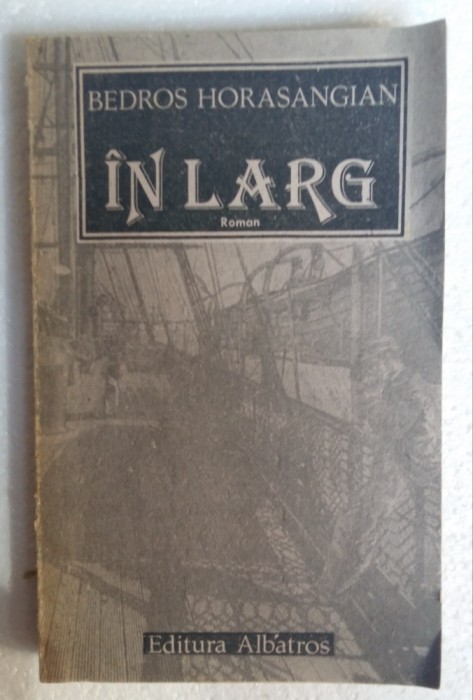 BEDROS HORASANGIAN
ÎN LARG
Roman
Editura Albatros